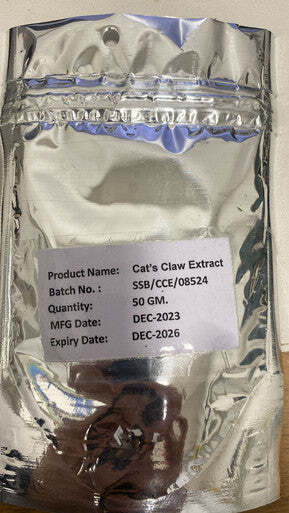 Product Name: Cat's Claw Extract
Batch No. : SSB/CCE/08524
Quantity: 50 GM.
MFG Date: DEC-2023
Expiry Date: DEC-2026